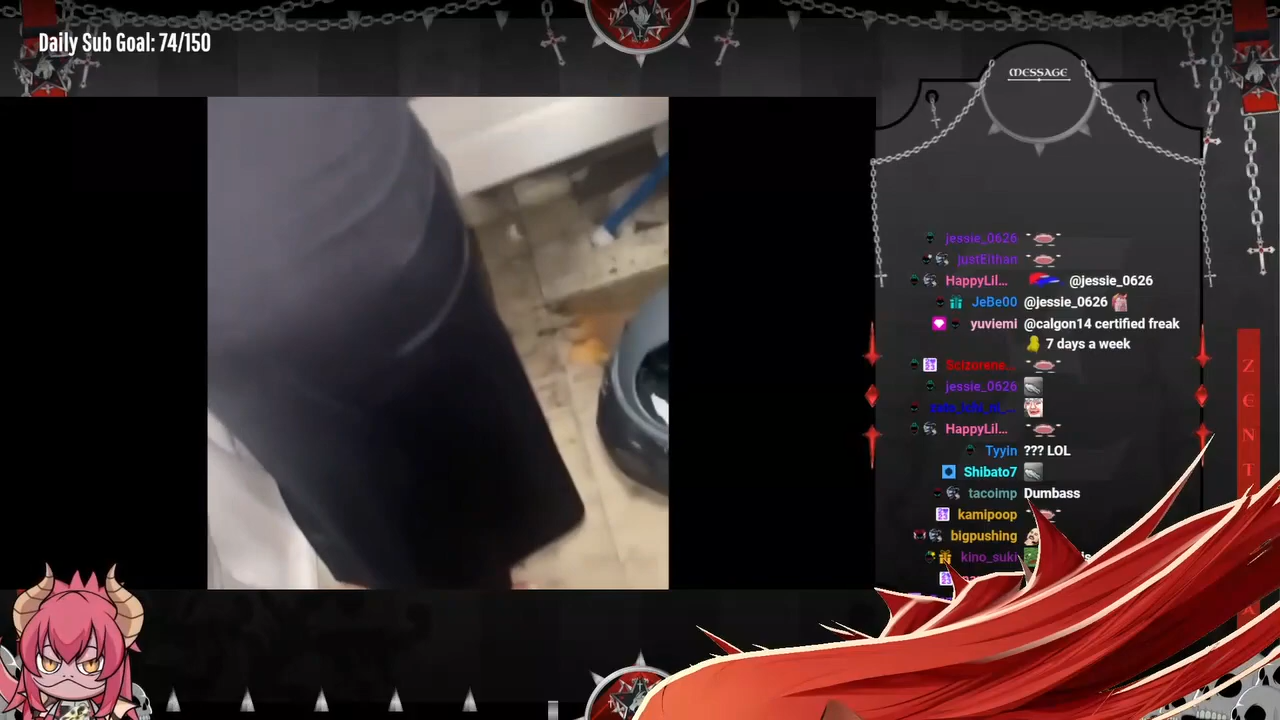 Daily Sub Goal: 74/150
MESSAGE
jessie_0626
justEithan
HappyLil... @jessie_0626
JeBe00 @jessie_0626
yuviemi @calgon14 certified freak
7 days a week
Scizorene...
jessie_0626
HappyLil...
Tyyin ??? LOL
Shibato7
tacoimp Dumbass
kamipoop
bigpushing
kino_suki
Z
E
N
T